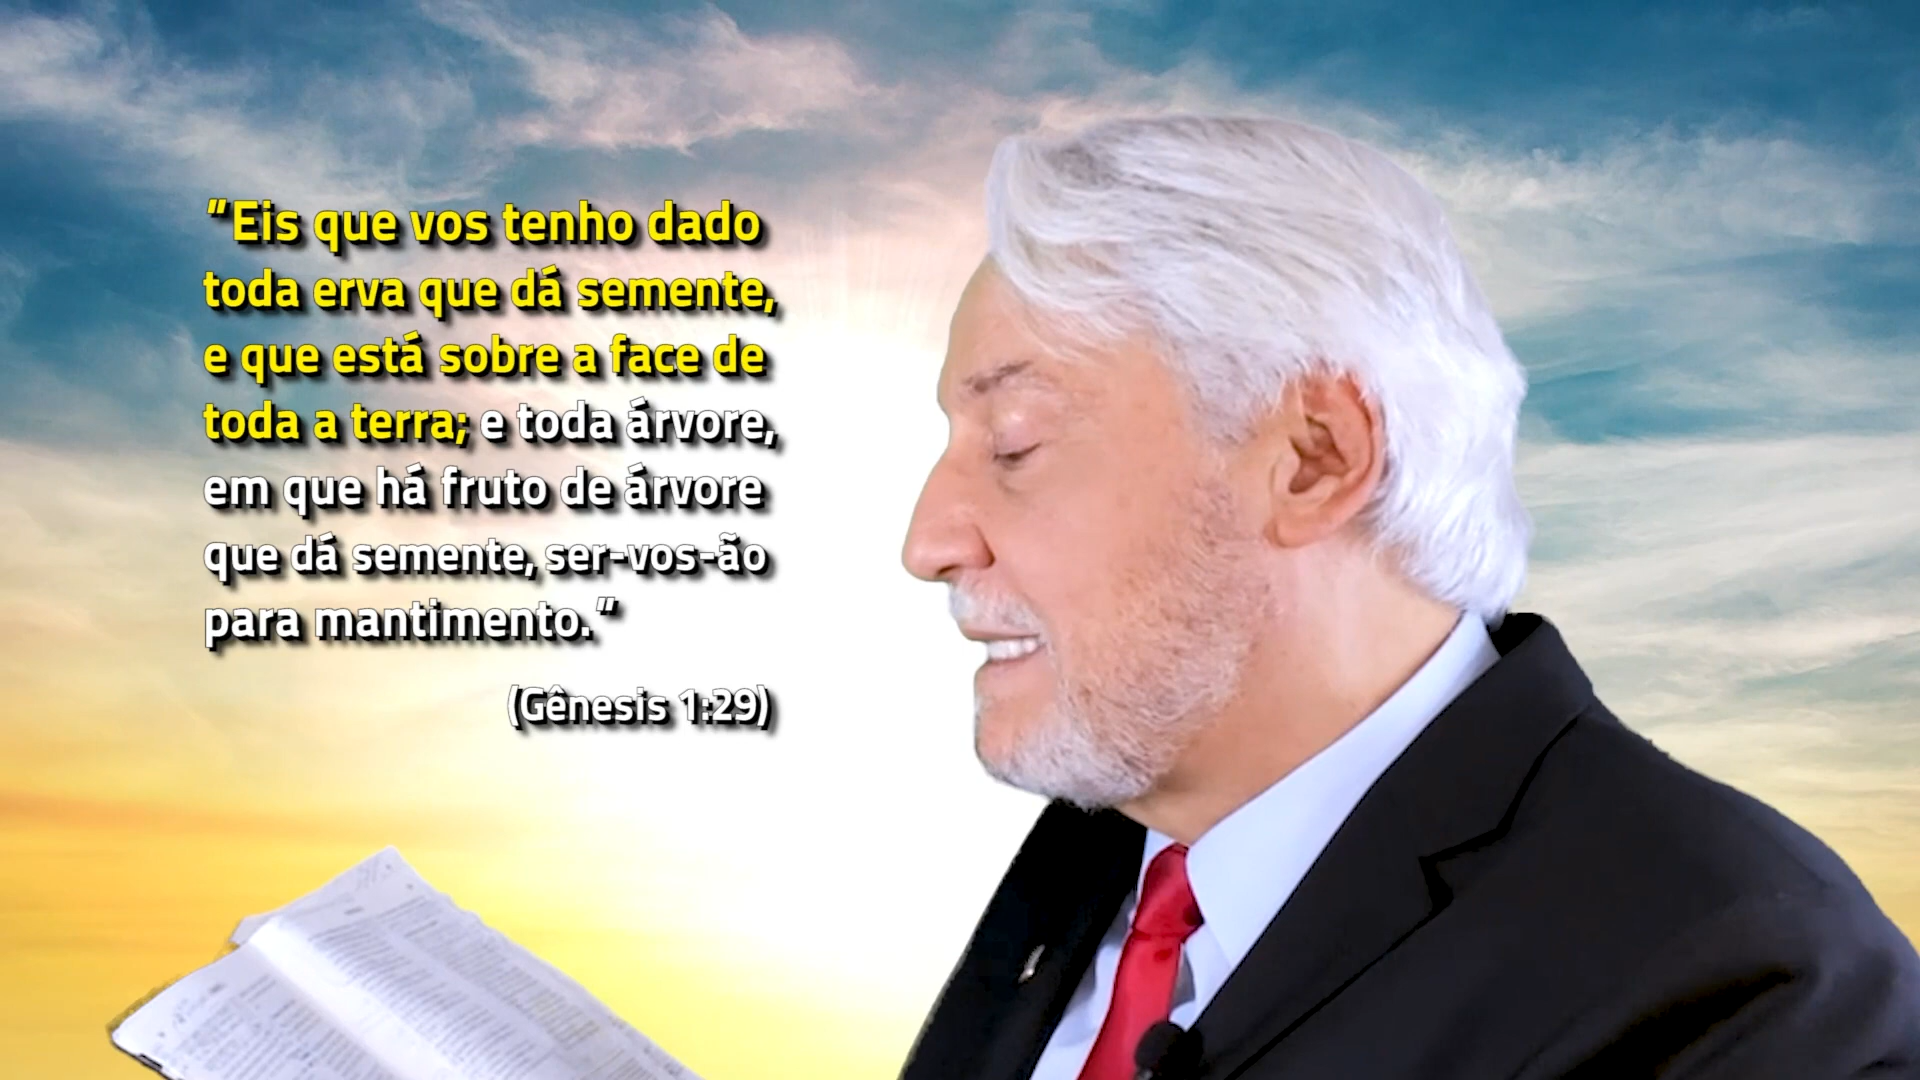 "Eis que vos tenho dado
toda erva que dá semente,
e que está sobre a face de
toda a terra; e toda árvore,
em que há fruto de árvore
que dá semente, ser-vos-ão
para mantimento."
(Gênesis 1:29)